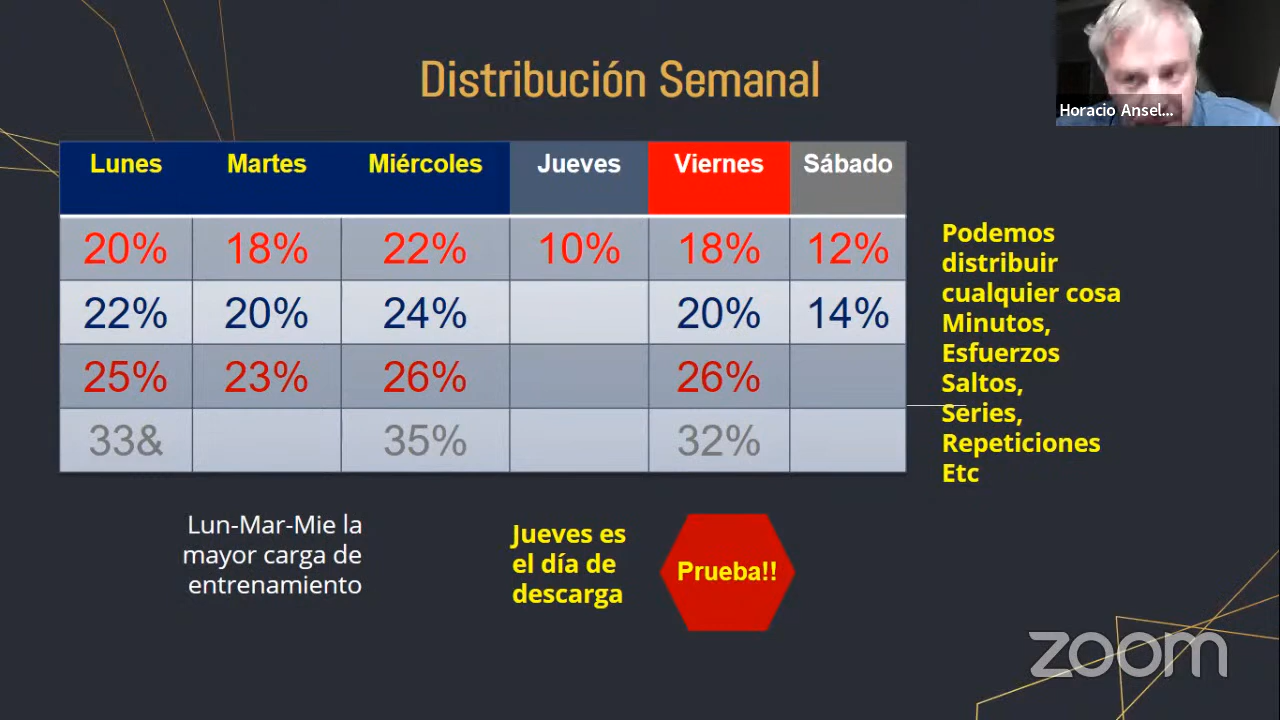 Distribución Semanal
Horacio Ansel...
Lunes Martes Miércoles Jueves Viernes Sábado
20% 18% 22% 10% 18% 12%
22% 20% 24% 20% 14%
25% 23% 26% 26%
33& 35% 32%
Podemos
distribuir
cualquier cosa
Minutos,
Esfuerzos
Saltos,
Series,
Repeticiones
Etc
Lun-Mar-Mie la
mayor carga de
entrenamiento
Jueves es
el día de
descarga
Prueba!!
zoom